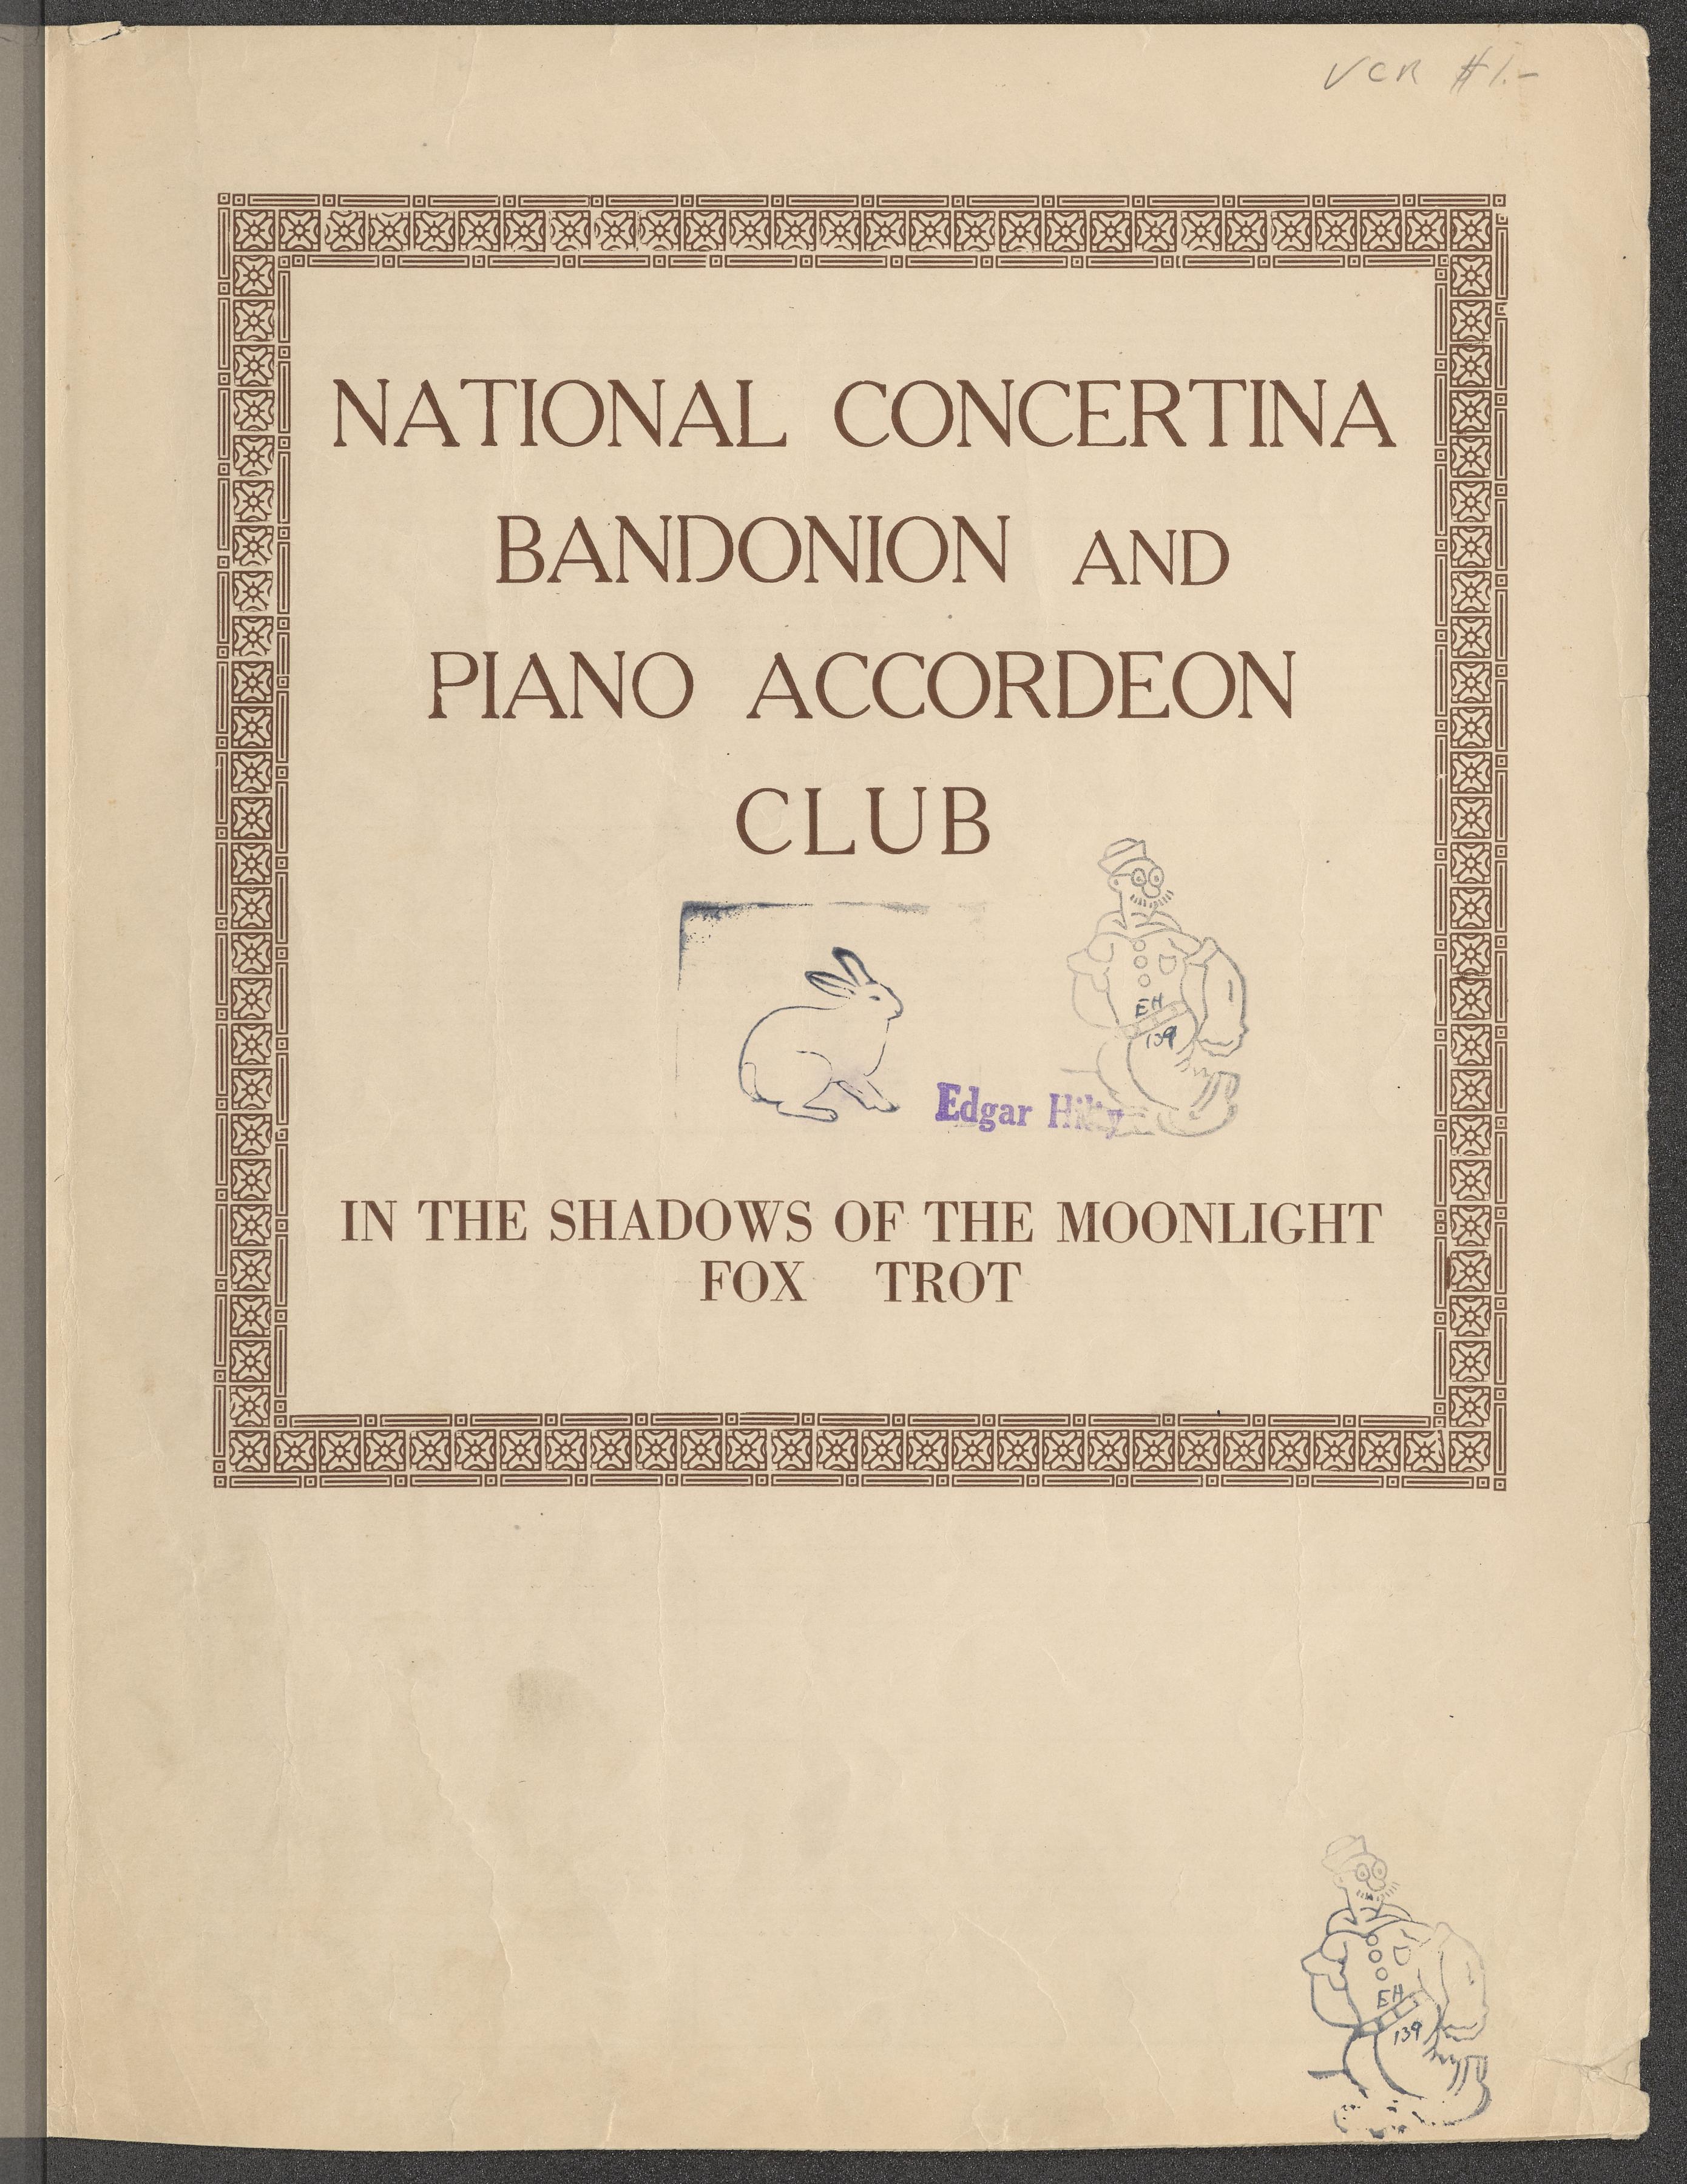 VCR #1.-
NATIONAL CONCERTINA
BANDONION AND
PIANO ACCORDEON
CLUB
EH
139
Edgar Hilty
IN THE SHADOWS OF THE MOONLIGHT
FOX TROT
EH
139